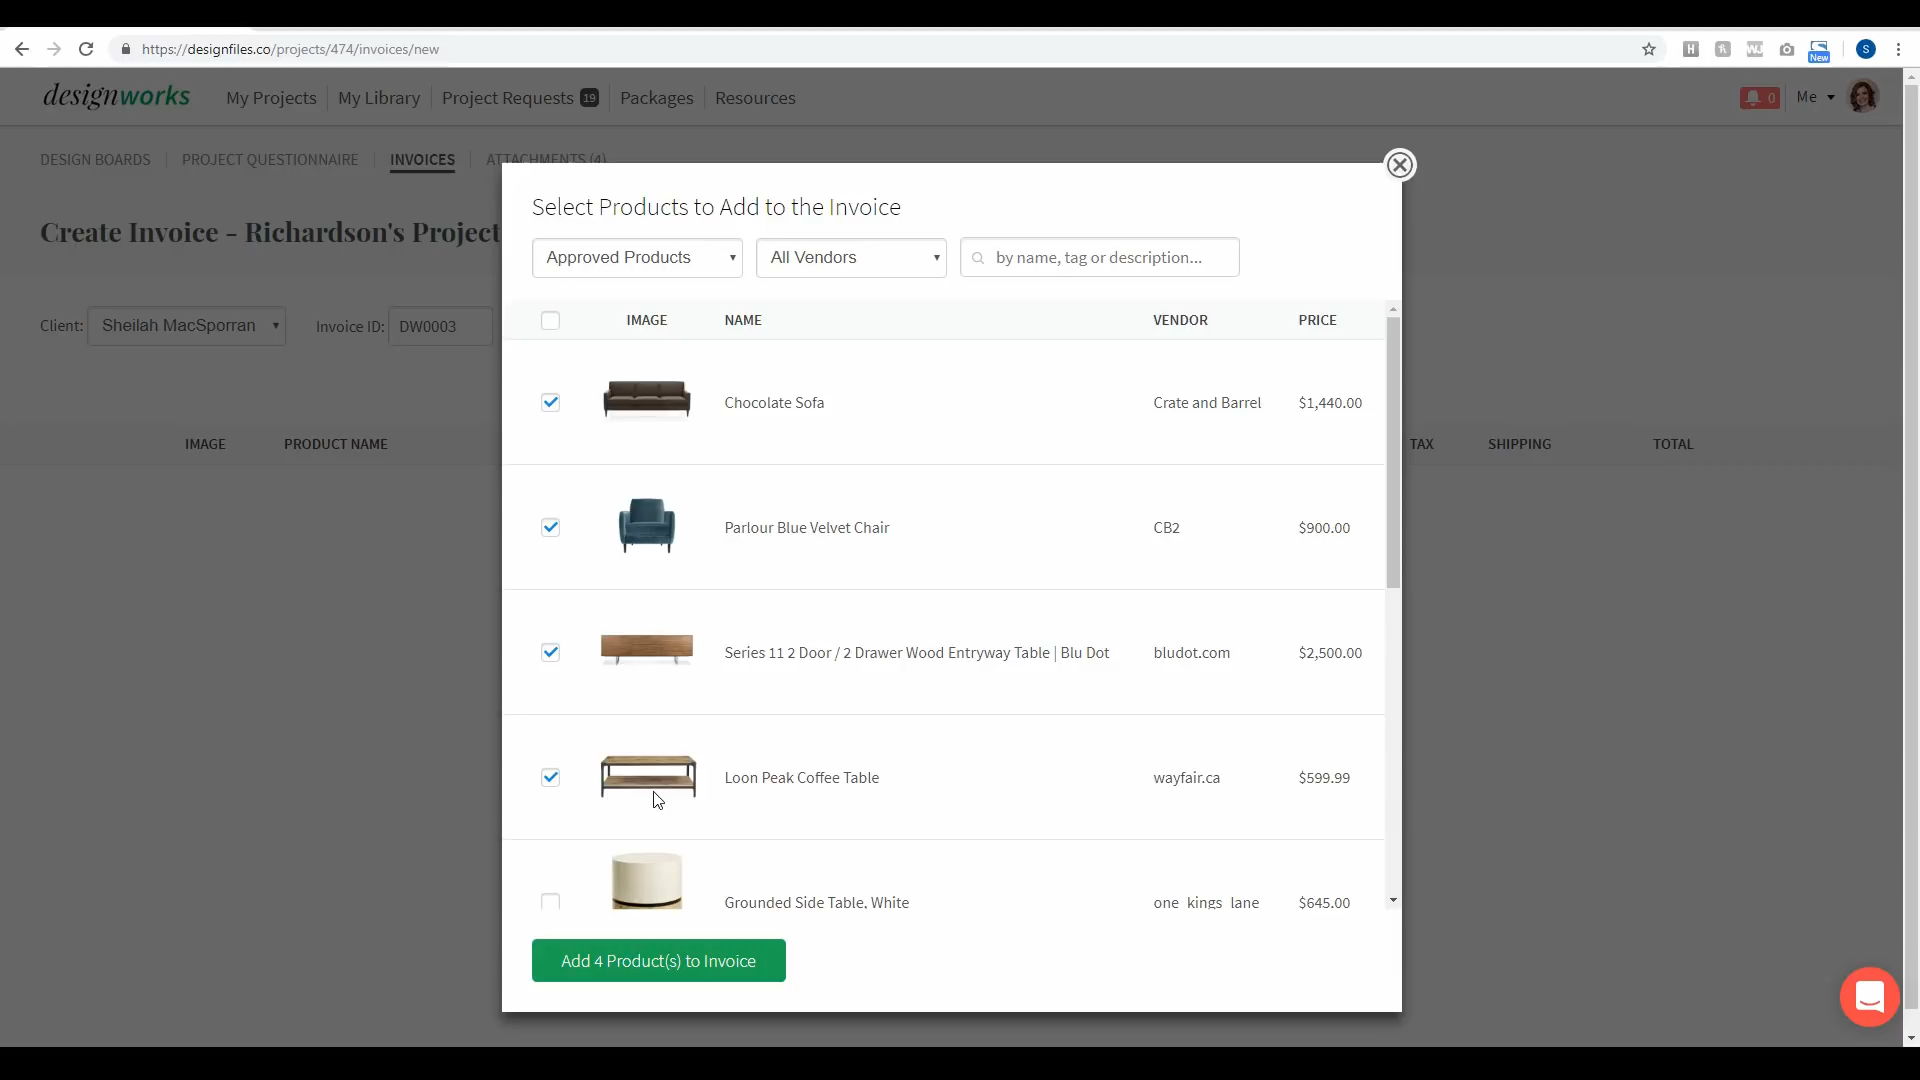 https://designfiles.co/projects/474/invoices/new
H
WJ
New
S
designworks
My Projects
My Library
Project Requests 19
Packages
Resources
0
Me
DESIGN BOARDS
PROJECT QUESTIONNAIRE
INVOICES
ATTACHMENTS (4)
Create Invoice - Richardson's Project
Client: Sheilah MacSporran
Invoice ID: DW0003
IMAGE PRODUCT NAME
TAX SHIPPING TOTAL
Select Products to Add to the Invoice
Approved Products
All Vendors
by name, tag or description...
IMAGE NAME VENDOR PRICE
Chocolate Sofa Crate and Barrel $1,440.00
Parlour Blue Velvet Chair CB2 $900.00
Series 11 2 Door / 2 Drawer Wood Entryway Table | Blu Dot bludot.com $2,500.00
Loon Peak Coffee Table wayfair.ca $599.99
Grounded Side Table, White one_kings_lane $645.00
Add 4 Product(s) to Invoice